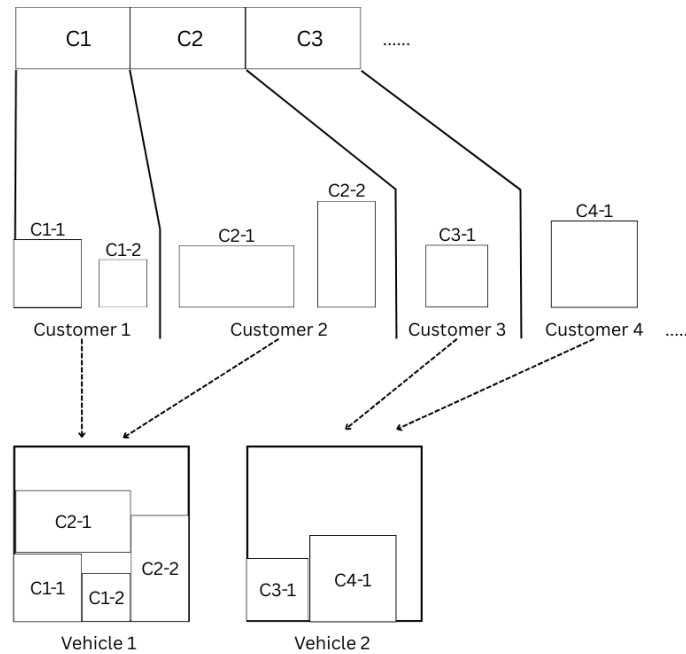 C1 C2 C3 ......
C2-2
C4-1
C1-1 C2-1 C3-1
C1-2
Customer 1 Customer 2 Customer 3 Customer 4 .....
C2-1
C2-2
C1-1 C1-2 C3-1 C4-1
Vehicle 1 Vehicle 2